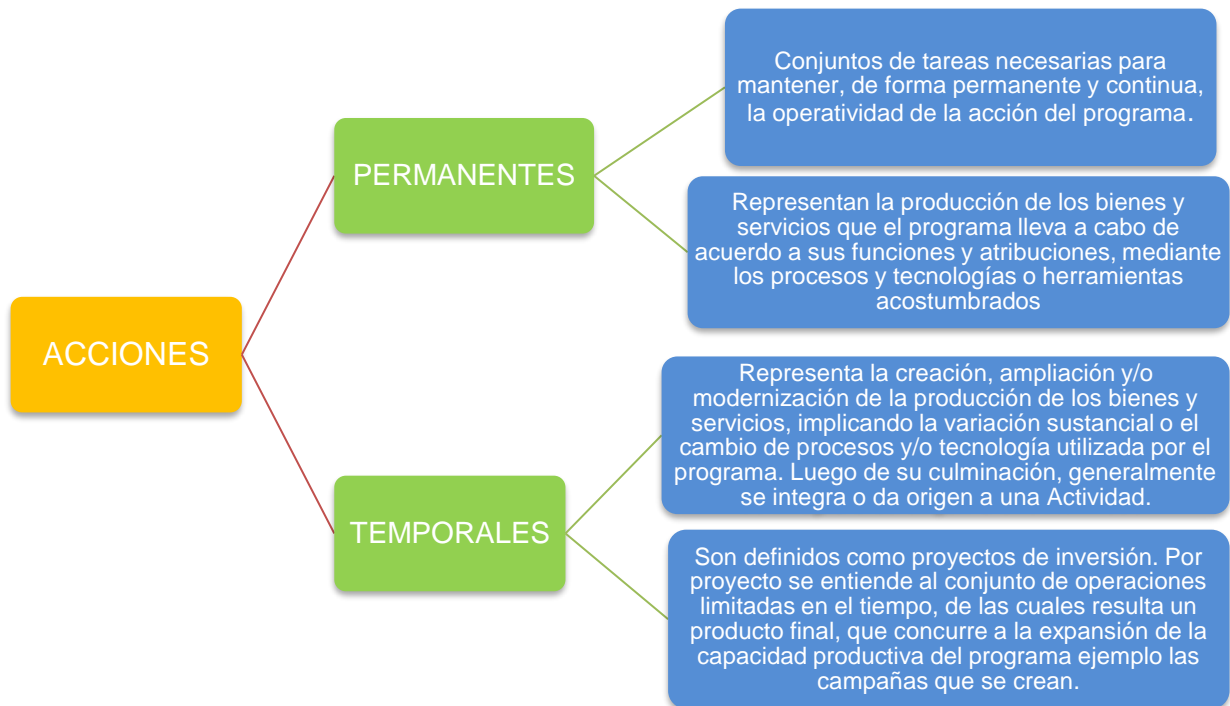 ACCIONES
PERMANENTES
Conjuntos de tareas necesarias para
mantener, de forma permanente y continua,
la operatividad de la acción del programa.
Representan la producción de los bienes y
servicios que el programa lleva a cabo de
acuerdo a sus funciones y atribuciones, mediante
los procesos y tecnologías o herramientas
acostumbrados
TEMPORALES
Representa la creación, ampliación y/o
modernización de la producción de los bienes y
servicios, implicando la variación sustancial o el
cambio de procesos y/o tecnología utilizada por el
programa. Luego de su culminación, generalmente
se integra o da origen a una Actividad.
Son definidos como proyectos de inversión. Por
proyecto se entiende al conjunto de operaciones
limitadas en el tiempo, de las cuales resulta un
producto final, que concurre a la expansión de la
capacidad productiva del programa ejemplo las
campañas que se crean.